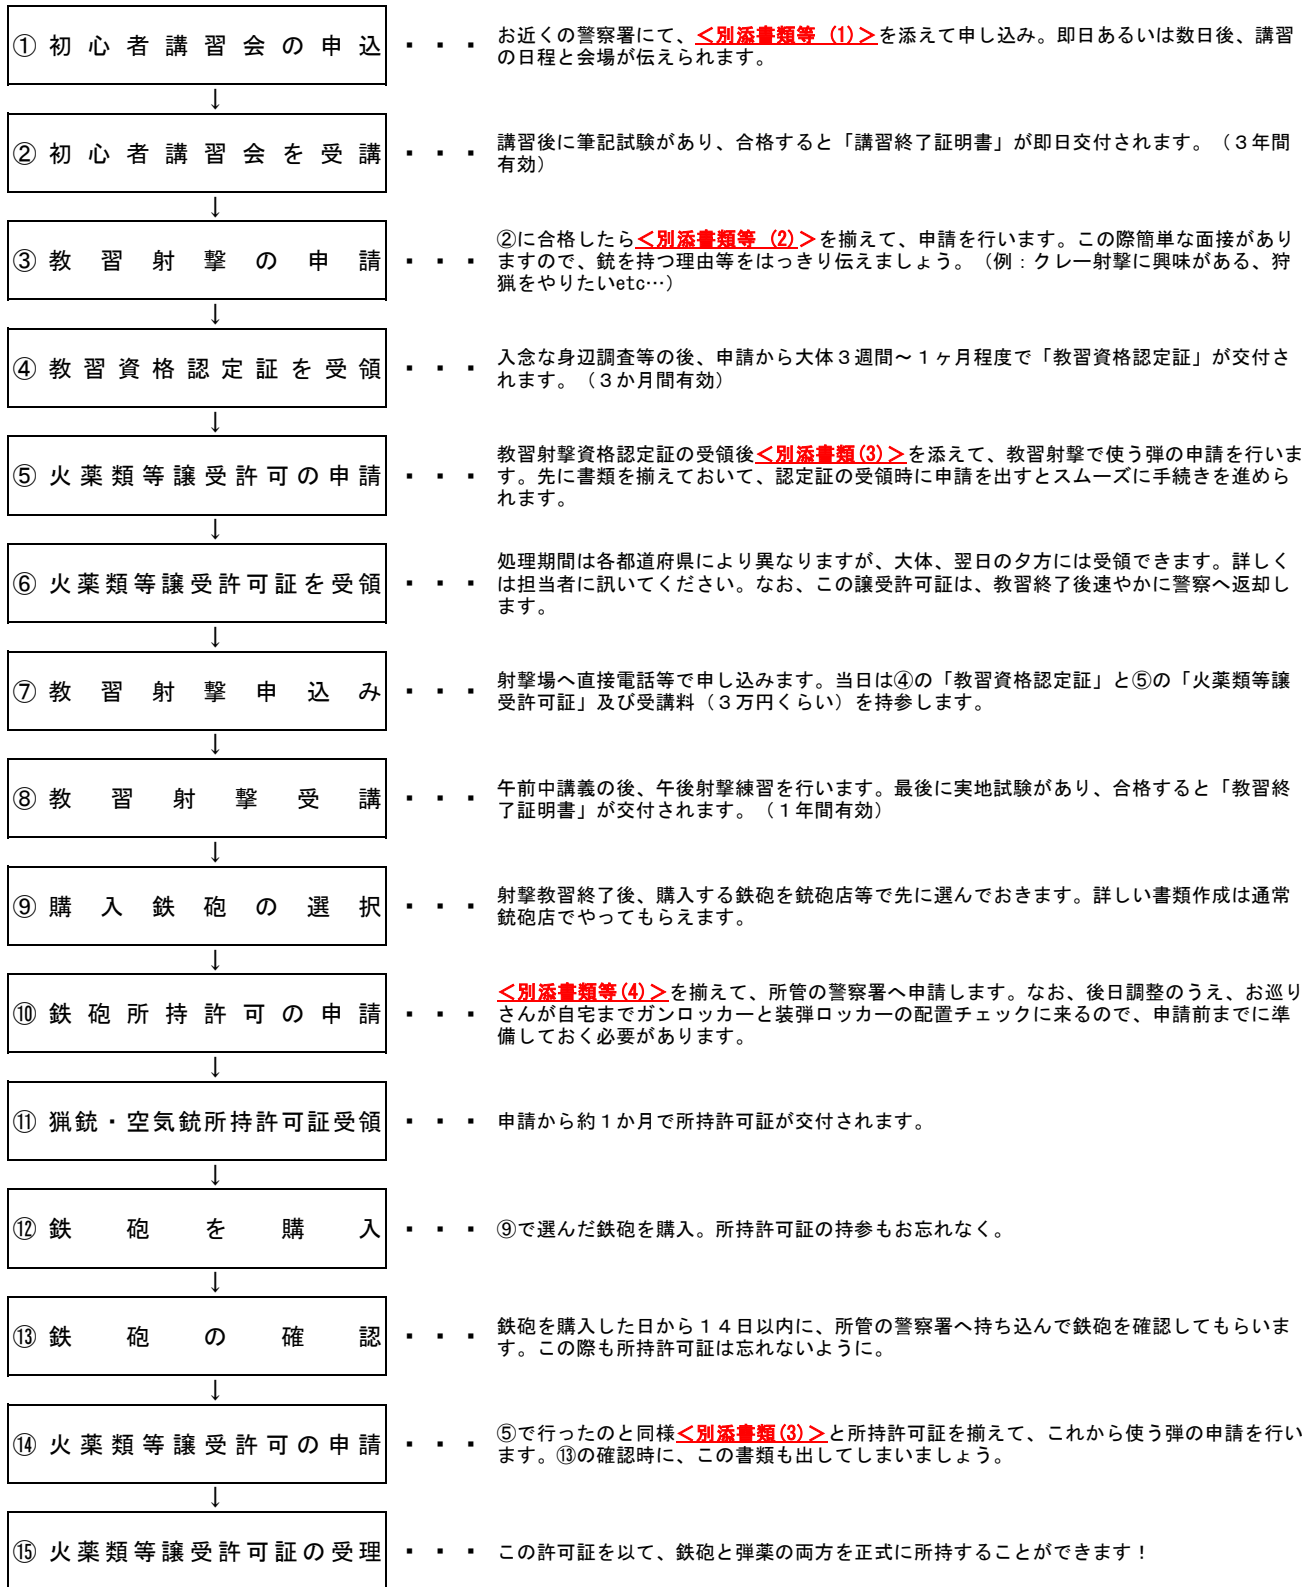 ①初心者講習会の申込
・・・
お近くの警察署にて、＜別添書類等 (1)＞を添えて申し込み。即日あるいは数日後、講習
の日程と会場が伝えられます。
↓
②初心者講習会を受講
・・・
講習後に筆記試験があり、合格すると「講習終了証明書」が即日交付されます。（３年間
有効）
↓
③教習射撃の申請
・・・
②に合格したら＜別添書類等 (2)＞を揃えて、申請を行います。この際簡単な面接があり
ますので、銃を持つ理由等をはっきり伝えましょう。（例：クレー射撃に興味がある、狩
猟をやりたいetc…）
↓
④教習資格認定証を受領
・・・
入念な身辺調査等の後、申請から大体３週間～１ヶ月程度で「教習資格認定証」が交付さ
れます。（３か月間有効）
↓
⑤火薬類等譲受許可の申請
・・・
教習射撃資格認定証の受領後＜別添書類(3)＞を添えて、教習射撃で使う弾の申請を行いま
す。先に書類を揃えておいて、認定証の受領時に申請を出すとスムーズに手続きを進めら
れます。
↓
⑥火薬類等譲受許可証を受領
・・・
処理期間は各都道府県により異なりますが、大体、翌日の夕方には受領できます。詳しく
は担当者に訊いてください。なお、この譲受許可証は、教習終了後速やかに警察へ返却し
ます。
↓
⑦教習射撃申込み
・・・
射撃場へ直接電話等で申し込みます。当日は④の「教習資格認定証」と⑤の「火薬類等譲
受許可証」及び受講料（３万円くらい）を持参します。
↓
⑧教習射撃受講
・・・
午前中講義の後、午後射撃練習を行います。最後に実地試験があり、合格すると「教習終
了証明書」が交付されます。（１年間有効）
↓
⑨購入鉄砲の選択
・・・
射撃教習終了後、購入する鉄砲を銃砲店等で先に選んでおきます。詳しい書類作成は通常
銃砲店でやってもらえます。
↓
⑩鉄砲所持許可の申請
・・・
＜別添書類等(4)＞を揃えて、所管の警察署へ申請します。なお、後日調整のうえ、お巡り
さんが自宅までガンロッカーと装弾ロッカーの配置チェックに来るので、申請前までに準
備しておく必要があります。
↓
⑪猟銃・空気銃所持許可証受領
・・・
申請から約１か月で所持許可証が交付されます。
↓
⑫鉄砲を購入
・・・
⑨で選んだ鉄砲を購入。所持許可証の持参もお忘れなく。
↓
⑬鉄砲の確認
・・・
鉄砲を購入した日から１４日以内に、所管の警察署へ持ち込んで鉄砲を確認してもらいま
す。この際も所持許可証は忘れないように。
↓
⑭火薬類等譲受許可の申請
・・・
⑤で行ったのと同様＜別添書類(3)＞と所持許可証を揃えて、これから使う弾の申請を行い
ます。⑬の確認時に、この書類も出してしまいましょう。
↓
⑮火薬類等譲受許可証の受理
・・・
この許可証を以て、鉄砲と弾薬の両方を正式に所持することができます！